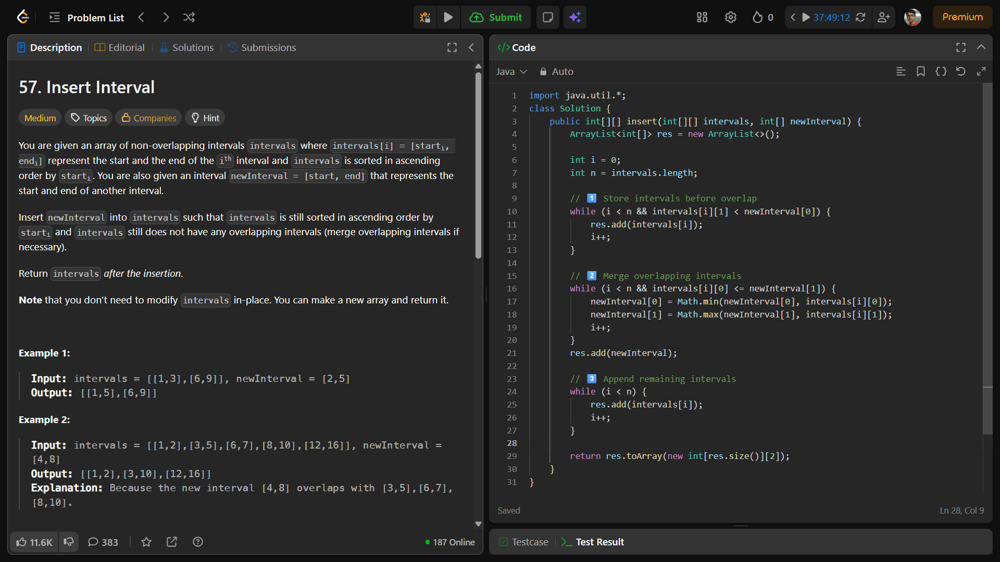 Problem List
Submit
0
37:49:12
Premium
Description
Editorial
Solutions
Submissions
57. Insert Interval
Medium
Topics
Companies
Hint
You are given an array of non-overlapping intervals intervals where intervals[i] = [starti,
endi] represent the start and the end of the ith interval and intervals is sorted in ascending
order by starti. You are also given an interval newInterval = [start, end] that represents the
start and end of another interval.
Insert newInterval into intervals such that intervals is still sorted in ascending order by
starti and intervals still does not have any overlapping intervals (merge overlapping intervals if
necessary).
Return intervals after the insertion.
Note that you don't need to modify intervals in-place. You can make a new array and return it.
Example 1:
Input: intervals = [[1,3],[6,9]], newInterval = [2,5]
Output: [[1,5],[6,9]]
Example 2:
Input: intervals = [[1,2],[3,5],[6,7],[8,10],[12,16]], newInterval =
[4,8]
Output: [[1,2],[3,10],[12,16]]
Explanation: Because the new interval [4,8] overlaps with [3,5],[6,7],
[8,10].
11.6K
383
187 Online
</> Code
Java
Auto
1 import java.util.*;
2 class Solution {
3 public int[][] insert(int[][] intervals, int[] newInterval) {
4 ArrayList<int[]> res = new ArrayList<>();
5
6 int i = 0;
7 int n = intervals.length;
8
9 // 1️⃣ Store intervals before overlap
10 while (i < n && intervals[i][1] < newInterval[0]) {
11 res.add(intervals[i]);
12 i++;
13 }
14
15 // 2️⃣ Merge overlapping intervals
16 while (i < n && intervals[i][0] <= newInterval[1]) {
17 newInterval[0] = Math.min(newInterval[0], intervals[i][0]);
18 newInterval[1] = Math.max(newInterval[1], intervals[i][1]);
19 i++;
20 }
21 res.add(newInterval);
22
23 // 3️⃣ Append remaining intervals
24 while (i < n) {
25 res.add(intervals[i]);
26 i++;
27 }
28
29 return res.toArray(new int[res.size()][2]);
30 }
31 }
Saved
Ln 28, Col 9
Testcase
Test Result